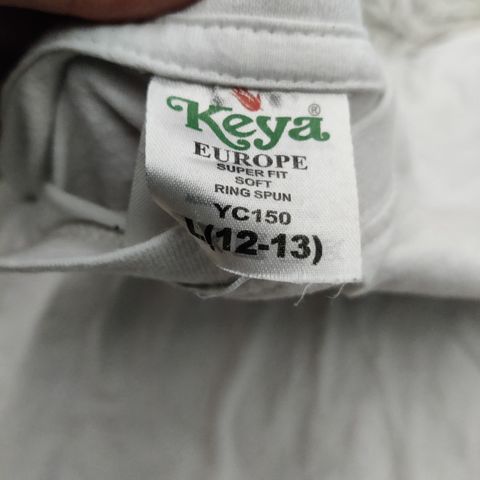 Keya®
EUROPE
SUPER FIT
SOFT
RING SPUN
YC150
L(12-13)